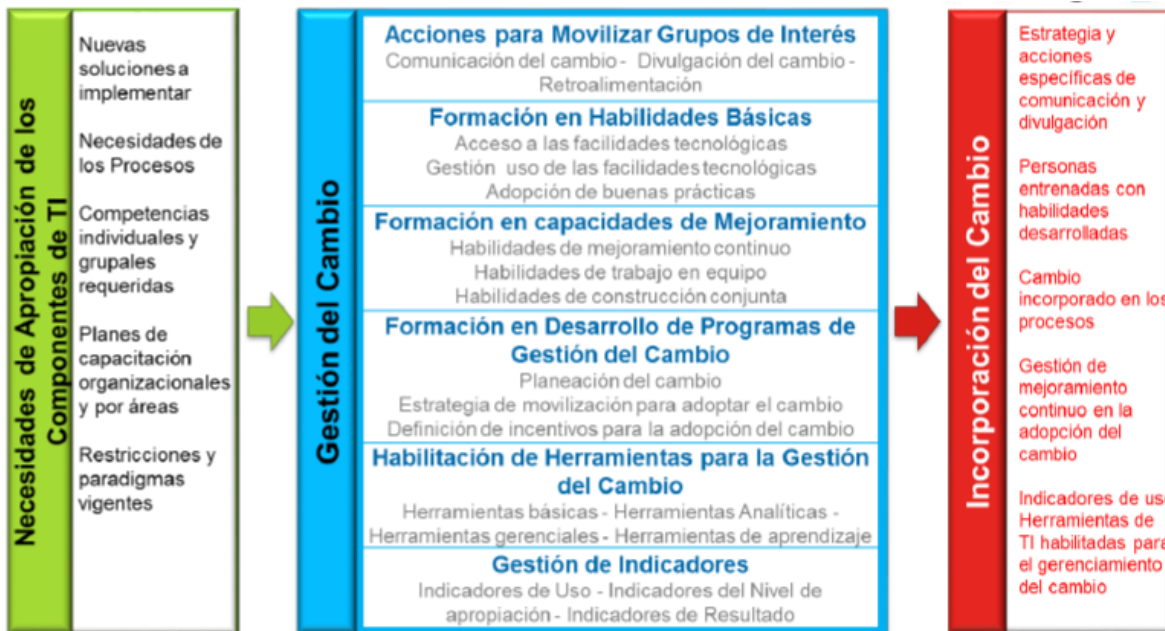 Necesidades de Apropiación de los
Componentes de TI
Nuevas
soluciones a
implementar
Necesidades de
los Procesos
Competencias
individuales y
grupales
requeridas
Planes de
capacitación
organizacionales
y por áreas
Restricciones y
paradigmas
vigentes
Gestión del Cambio
Acciones para Movilizar Grupos de Interés
Comunicación del cambio - Divulgación del cambio -
Retroalimentación
Formación en Habilidades Básicas
Acceso a las facilidades tecnológicas
Gestión uso de las facilidades tecnológicas
Adopción de buenas prácticas
Formación en capacidades de Mejoramiento
Habilidades de mejoramiento continuo
Habilidades de trabajo en equipo
Habilidades de construcción conjunta
Formación en Desarrollo de Programas de
Gestión del Cambio
Planeación del cambio
Estrategia de movilización para adoptar el cambio
Definición de incentivos para la adopción del cambio
Habilitación de Herramientas para la Gestión
del Cambio
Herramientas básicas - Herramientas Analíticas -
Herramientas gerenciales - Herramientas de aprendizaje
Gestión de Indicadores
Indicadores de Uso - Indicadores del Nivel de
apropiación - Indicadores de Resultado
Incorporación del Cambio
Estrategia y
acciones
específicas de
comunicación y
divulgación
Personas
entrenadas con
habilidades
desarrolladas
Cambio
incorporado en los
procesos
Gestión de
mejoramiento
continuo en la
adopción del
cambio
Indicadores de uso
Herramientas de
TI habilitadas para
el gerenciamiento
del cambio